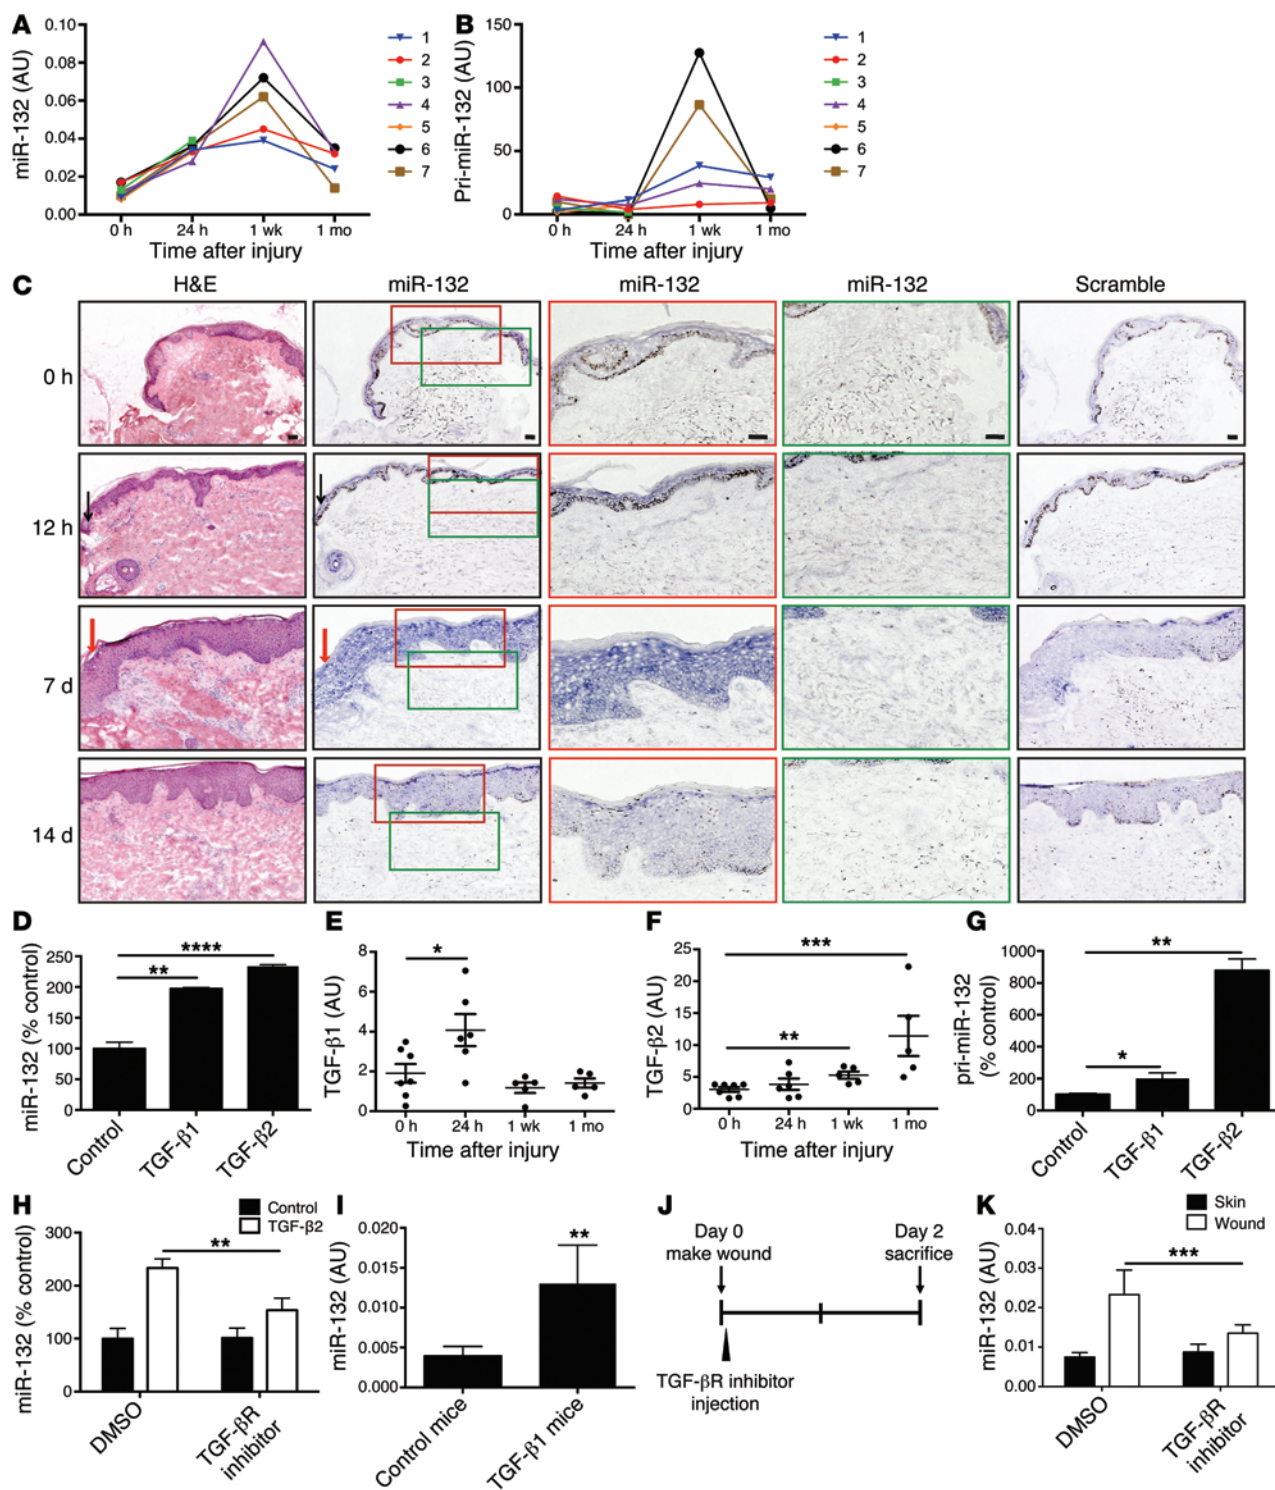 A
miR-132 (AU)
0.10
0.08
0.06
0.04
0.02
0.00
0 h 24 h 1 wk 1 mo
Time after injury
1
2
3
4
5
6
7
B
Pri-miR-132 (AU)
150
100
50
0
0 h 24 h 1 wk 1 mo
Time after injury
1
2
3
4
5
6
7
C
H&E miR-132 miR-132 miR-132 Scramble
0 h
12 h
7 d
14 d
D
miR-132 (% control)
250
200
150
100
50
0
**
****
Control TGF-β1 TGF-β2
E
TGF-β1 (AU)
8
6
4
2
0
*
0 h 24 h 1 wk 1 mo
Time after injury
F
TGF-β2 (AU)
25
20
15
10
5
0
***
**
0 h 24 h 1 wk 1 mo
Time after injury
G
pri-miR-132
(% control)
1000
800
600
400
200
0
**
*
Control TGF-β1 TGF-β2
H
Control
TGF-β2
miR-132 (% control)
300
200
100
0
**
DMSO TGF-βR
inhibitor
I
miR-132 (AU)
0.020
0.015
0.010
0.005
0.000
**
Control mice TGF-β1 mice
J
Day 0
make wound
Day 2
sacrifice
TGF-βR inhibitor
injection
K
Skin
Wound
miR-132 (AU)
0.04
0.03
0.02
0.01
0.00
***
DMSO TGF-βR
inhibitor